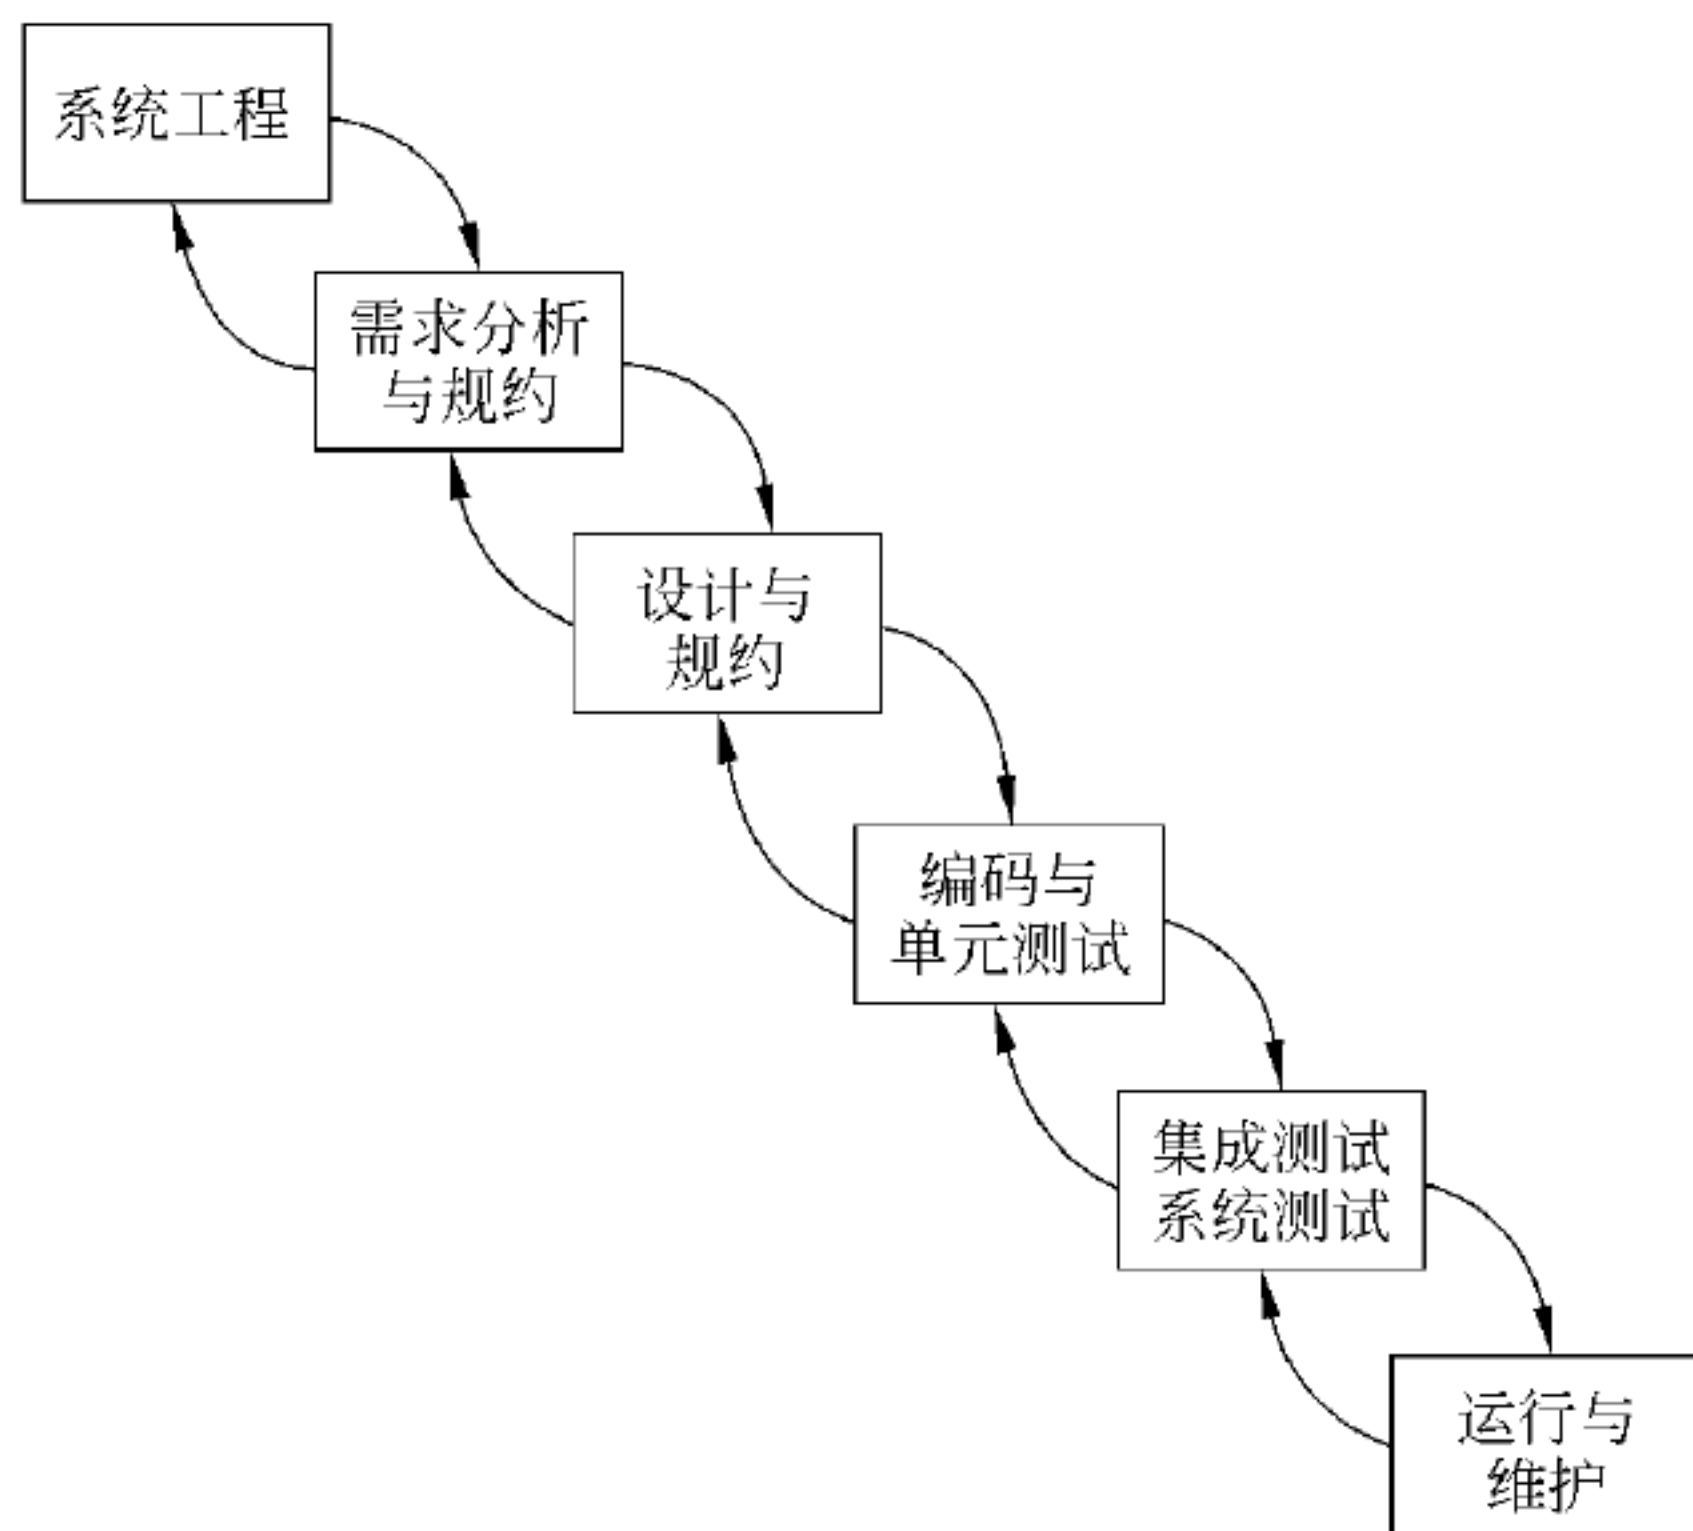 系统工程
需求分析
与规约
设计与
规约
编码与
单元测试
集成测试
系统测试
运行与
维护